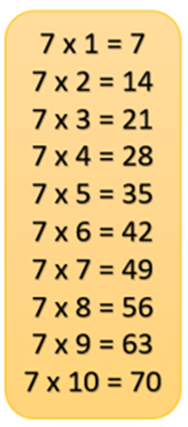 7 x 1 = 7
7 x 2 = 14
7 x 3 = 21
7 x 4 = 28
7 x 5 = 35
7 x 6 = 42
7 x 7 = 49
7 x 8 = 56
7 x 9 = 63
7 x 10 = 70